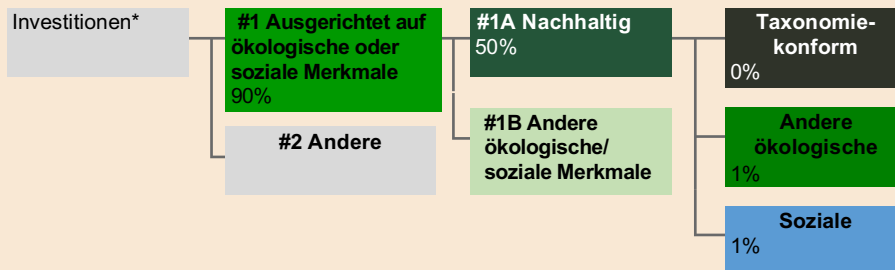 Investitionen*
#1 Ausgerichtet auf
ökologische oder
soziale Merkmale
90%
#2 Andere
#1A Nachhaltig
50%
#1B Andere
ökologische/
soziale Merkmale
Taxonomie-
konform
0%
Andere
ökologische
1%
Soziale
1%